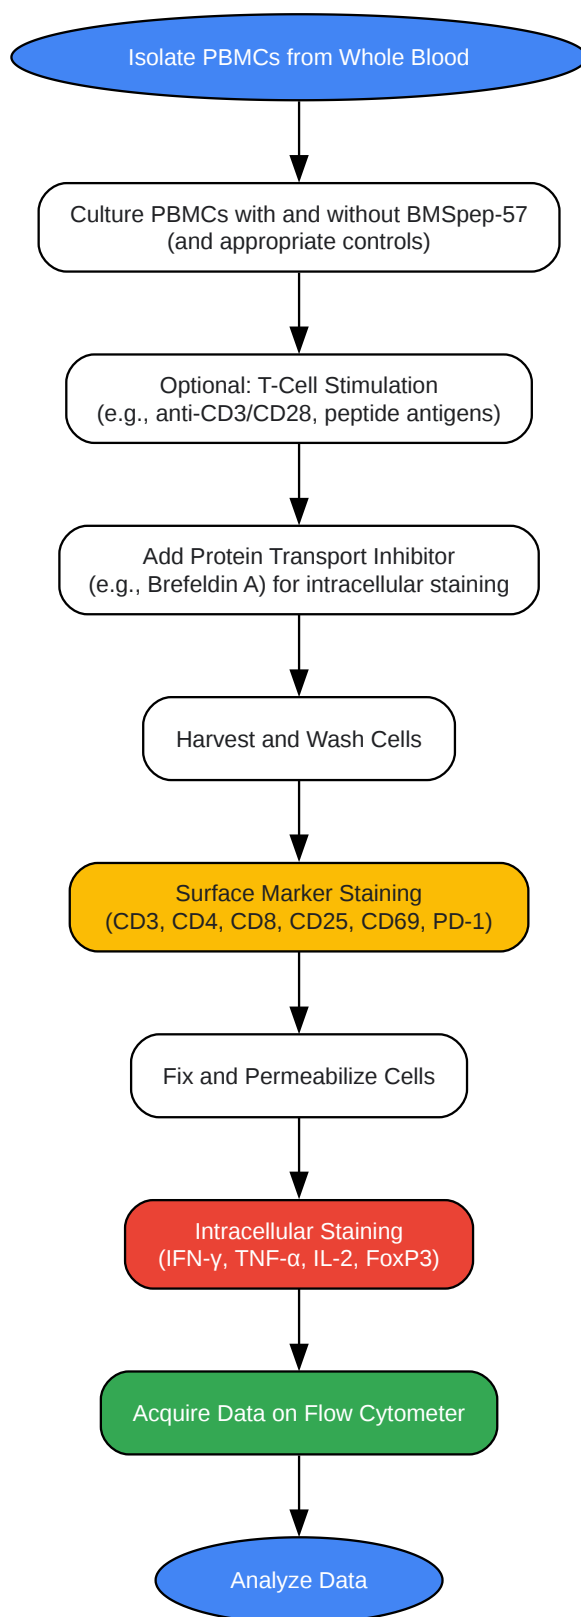 Isolate PBMCs from Whole Blood
Culture PBMCs with and without BMSpep-57
(and appropriate controls)
Optional: T-Cell Stimulation
(e.g., anti-CD3/CD28, peptide antigens)
Add Protein Transport Inhibitor
(e.g., Brefeldin A) for intracellular staining
Harvest and Wash Cells
Surface Marker Staining
(CD3, CD4, CD8, CD25, CD69, PD-1)
Fix and Permeabilize Cells
Intracellular Staining
(IFN-γ, TNF-α, IL-2, FoxP3)
Acquire Data on Flow Cytometer
Analyze Data